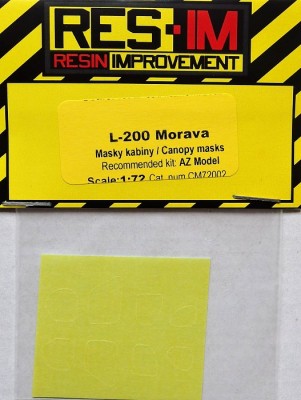 RES-IM
RESIN IMPROVEMENT
L-200 Morava
Masky kabiny / Canopy masks
Recommended kit: AZ Model
Scale:1:72 Cat. num CM72002